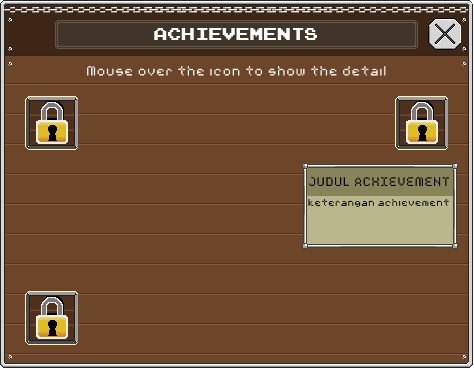 ACHIEVEMENTS
Mouse over the icon to show the detail
JUDUL ACHIEVEMENT
keterangan achievement